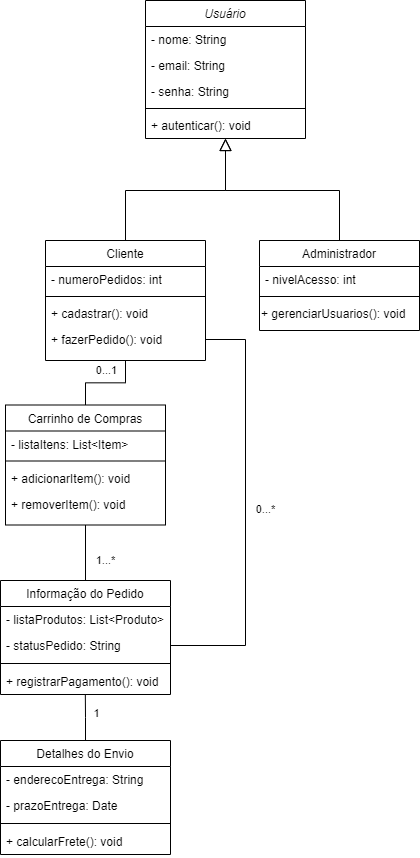 Usuário
- nome: String
- email: String
- senha: String
+ autenticar(): void
Cliente
- numeroPedidos: int
+ cadastrar(): void
+ fazerPedido(): void
Administrador
- nivelAcesso: int
+ gerenciarUsuarios(): void
0...1
Carrinho de Compras
- listaItens: List<Item>
+ adicionarItem(): void
+ removerItem(): void
0...*
1...*
Informação do Pedido
- listaProdutos: List<Produto>
- statusPedido: String
+ registrarPagamento(): void
1
Detalhes do Envio
- enderecoEntrega: String
- prazoEntrega: Date
+ calcularFrete(): void